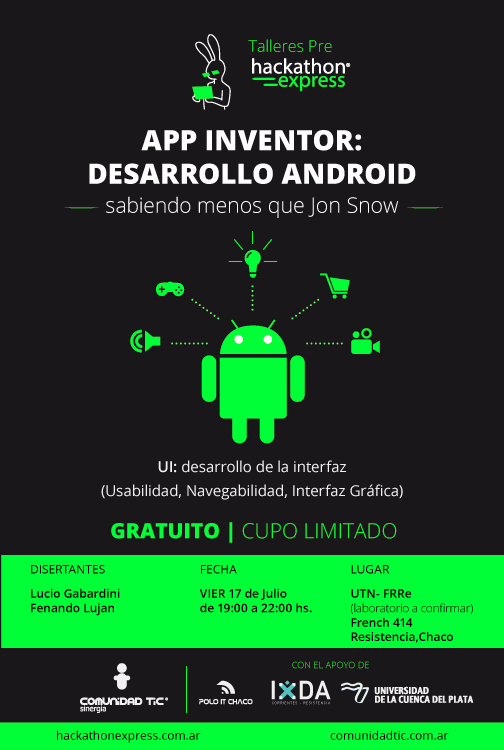 Talleres Pre
hackathon
express
APP INVENTOR:
DESARROLLO ANDROID
sabiendo menos que Jon Snow
UI: desarrollo de la interfaz
(Usabilidad, Navegabilidad, Interfaz Gráfica)
GRATUITO | CUPO LIMITADO
DISERTANTES
Lucio Gabardini
Fenando Lujan
FECHA
VIER 17 de Julio
de 19:00 a 22:00 hs.
LUGAR
UTN- FRRe
(laboratorio a confirmar)
French 414
Resistencia,Chaco
COMUNIDAD TIC
sinergia
CON EL APOYO DE
POLO IT CHACO
IXDA
CORRIENTES - RESISTENCIA
UNIVERSIDAD
DE LA CUENCA DEL PLATA
hackathonexpress.com.ar
comunidadtic.com.ar